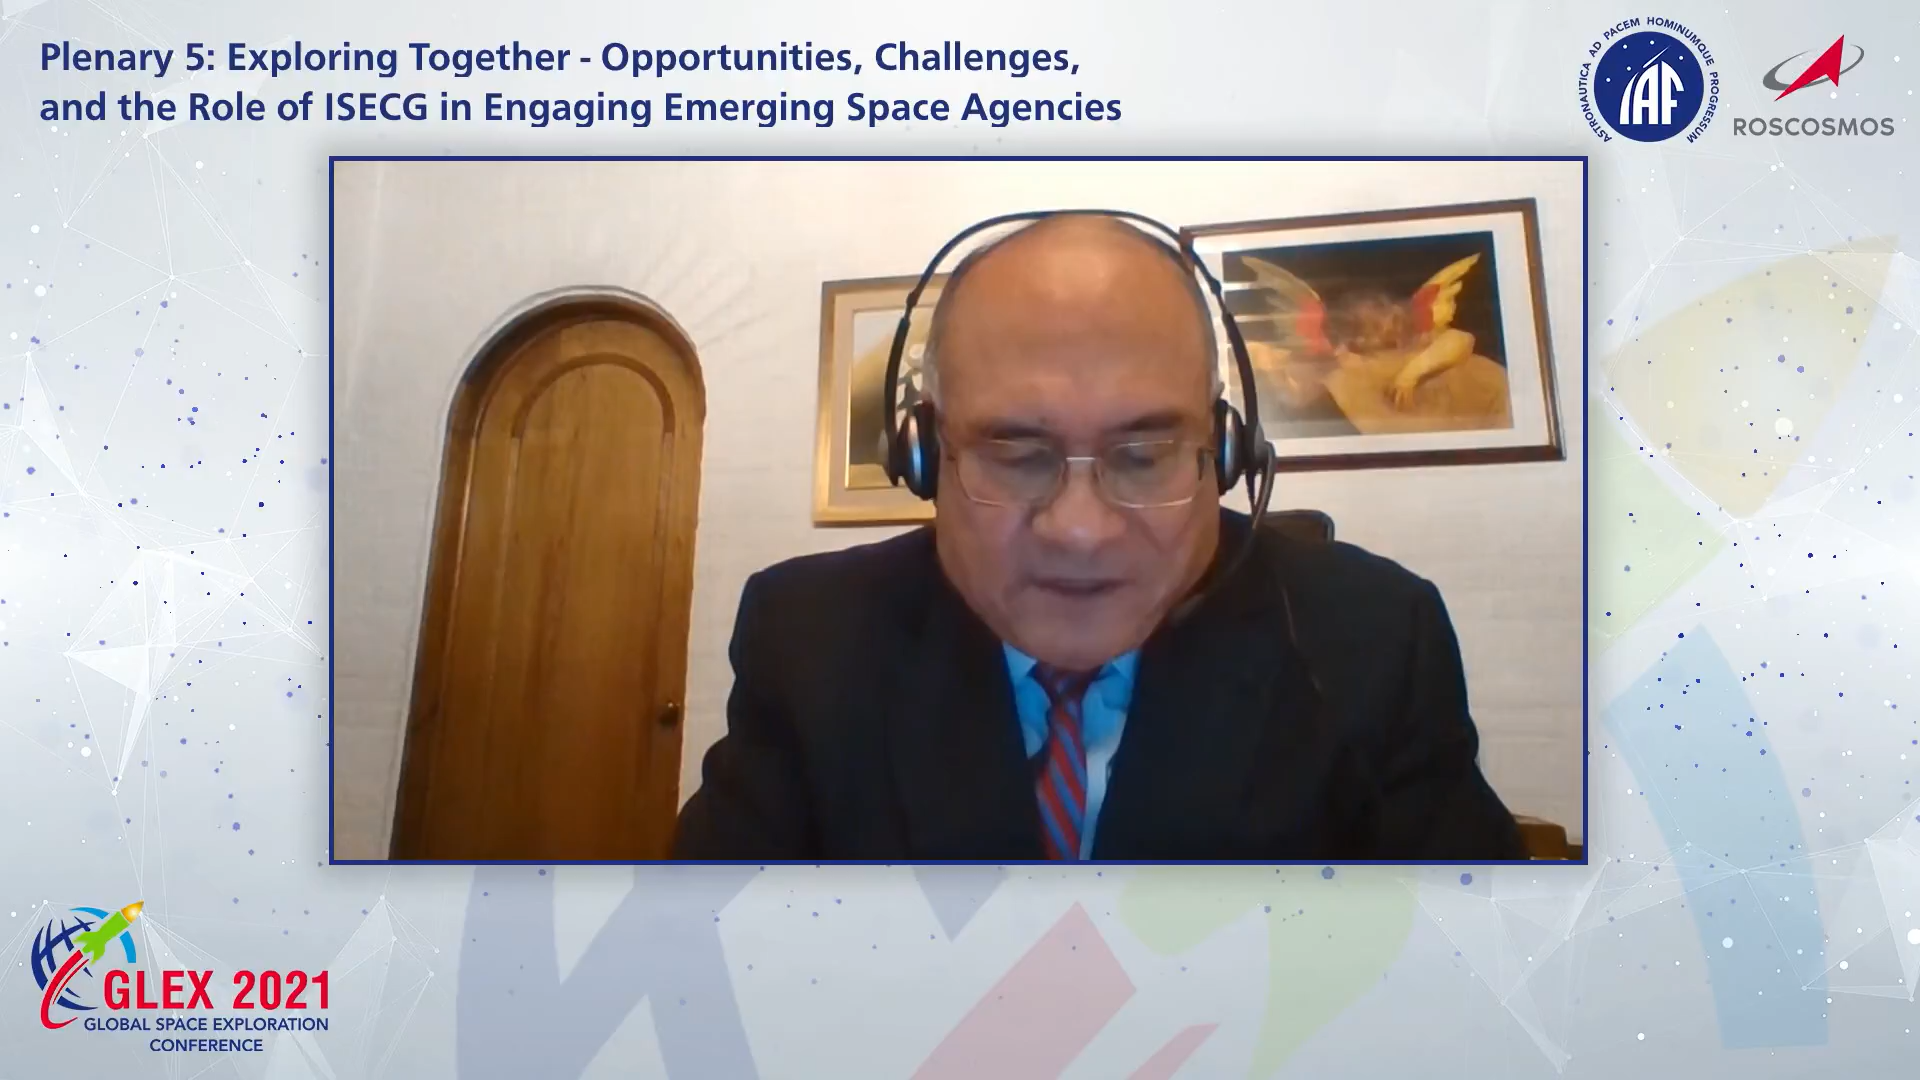 Plenary 5: Exploring Together - Opportunities, Challenges,
and the Role of ISECG in Engaging Emerging Space Agencies
ASTRONAUTICA AD PACEM HOMINUMQUE PROGRESSUM
IAF
ROSCOSMOS
GLEX 2021
GLOBAL SPACE EXPLORATION
CONFERENCE